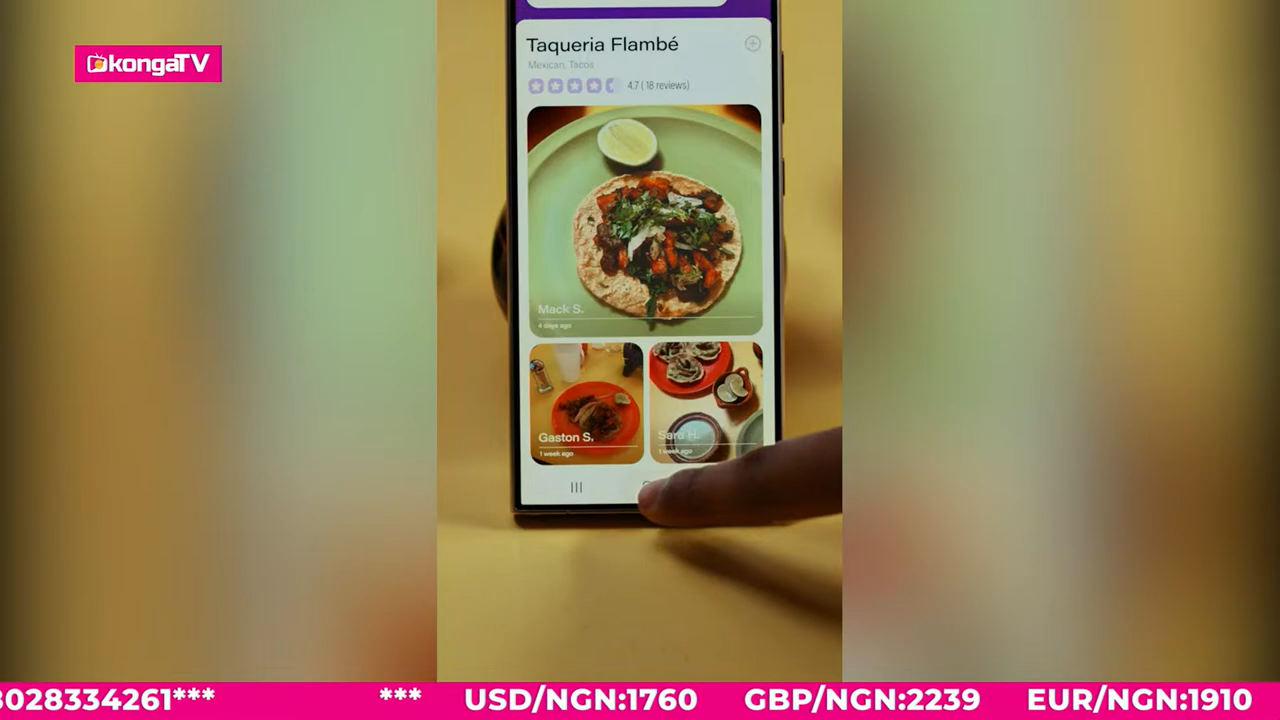 kongaTV
Taqueria Flambé
Mexican, Tacos
4.7 ( 18 reviews)
Mack S.
4 days ago
Gaston S.
1 week ago
Sara H.
1 week ago
8028334261*** *** USD/NGN:1760 GBP/NGN:2239 EUR/NGN:1910